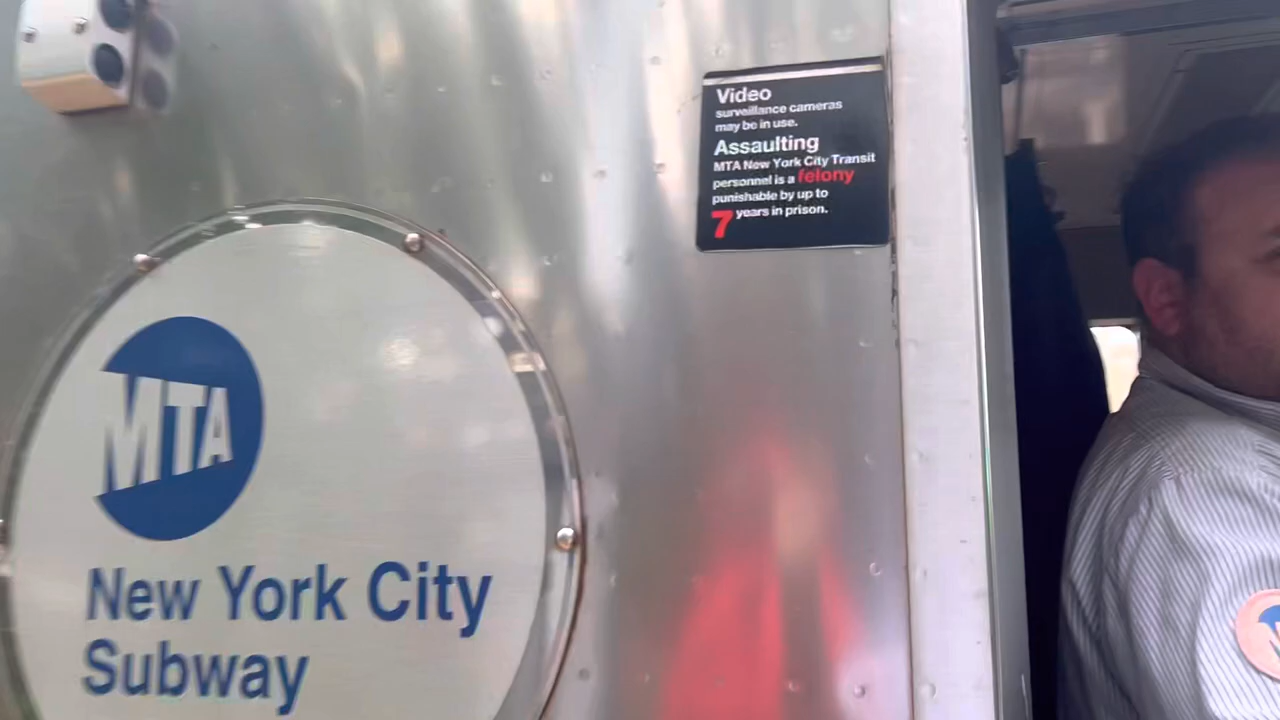 Video
surveillance cameras
may be in use.
Assaulting
MTA New York City Transit
personnel is a felony
punishable by up to
7 years in prison.
MTA
New York City
Subway